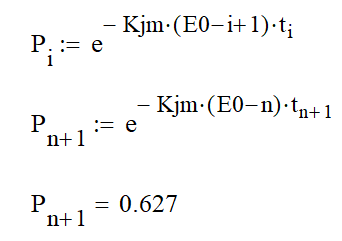 P_i := e^{− Kjm·(E0−i+1)·t_i}
P_{n+1} := e^{− Kjm·(E0−n)·t_{n+1}}
P_{n+1} = 0.627